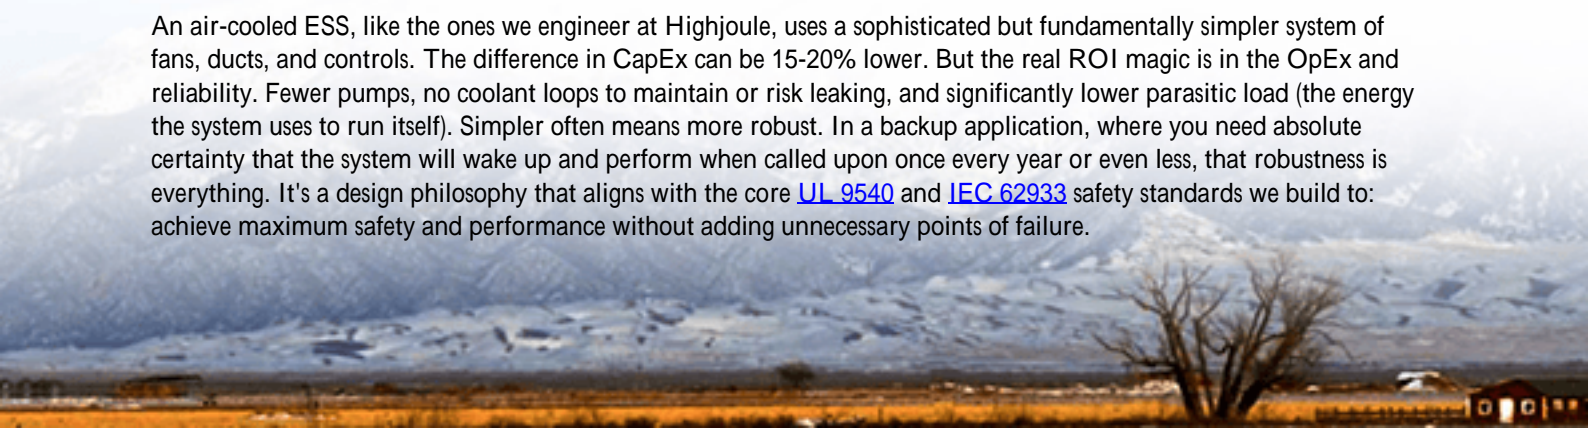 An air-cooled ESS, like the ones we engineer at Highjoule, uses a sophisticated but fundamentally simpler system of
fans, ducts, and controls. The difference in CapEx can be 15-20% lower. But the real ROI magic is in the OpEx and
reliability. Fewer pumps, no coolant loops to maintain or risk leaking, and significantly lower parasitic load (the energy
the system uses to run itself). Simpler often means more robust. In a backup application, where you need absolute
certainty that the system will wake up and perform when called upon once every year or even less, that robustness is
everything. It's a design philosophy that aligns with the core UL 9540 and IEC 62933 safety standards we build to:
achieve maximum safety and performance without adding unnecessary points of failure.